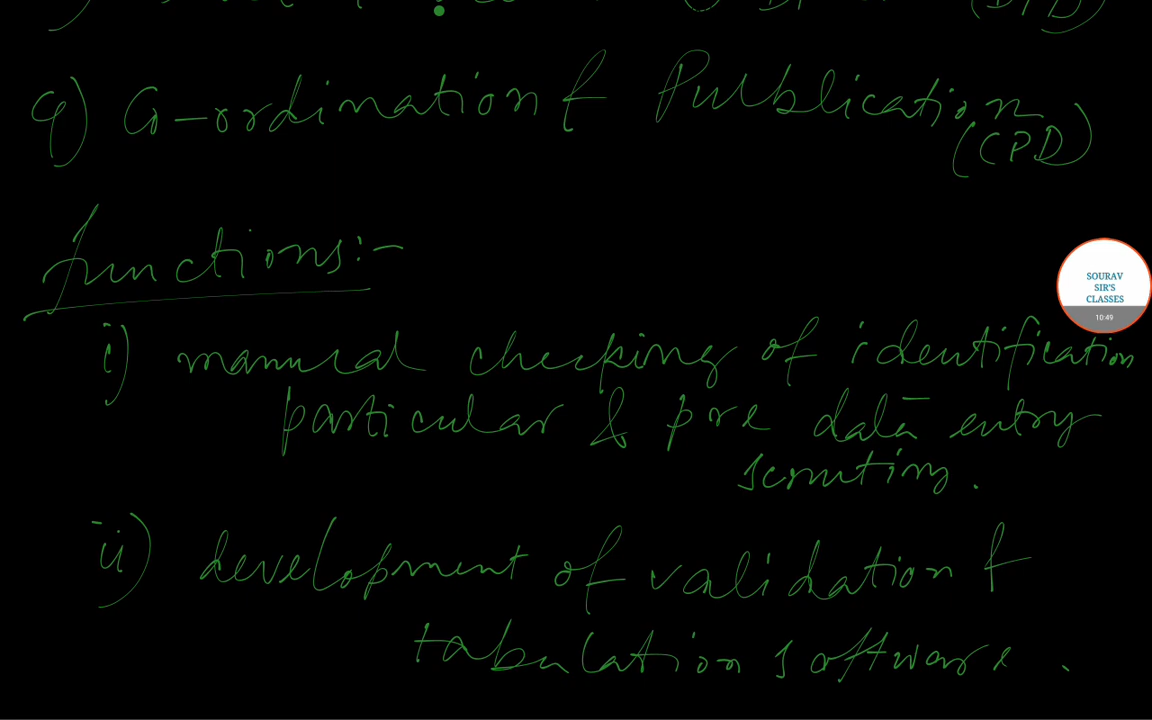 (DPD)
4) Co-ordination & Publication
(CPD)
functions:-
i) manual checking of identification
particular & pre data entry
scrutiny.
ii) development of validation &
tabulation software.
SOURAV
SIR'S
CLASSES
10:49